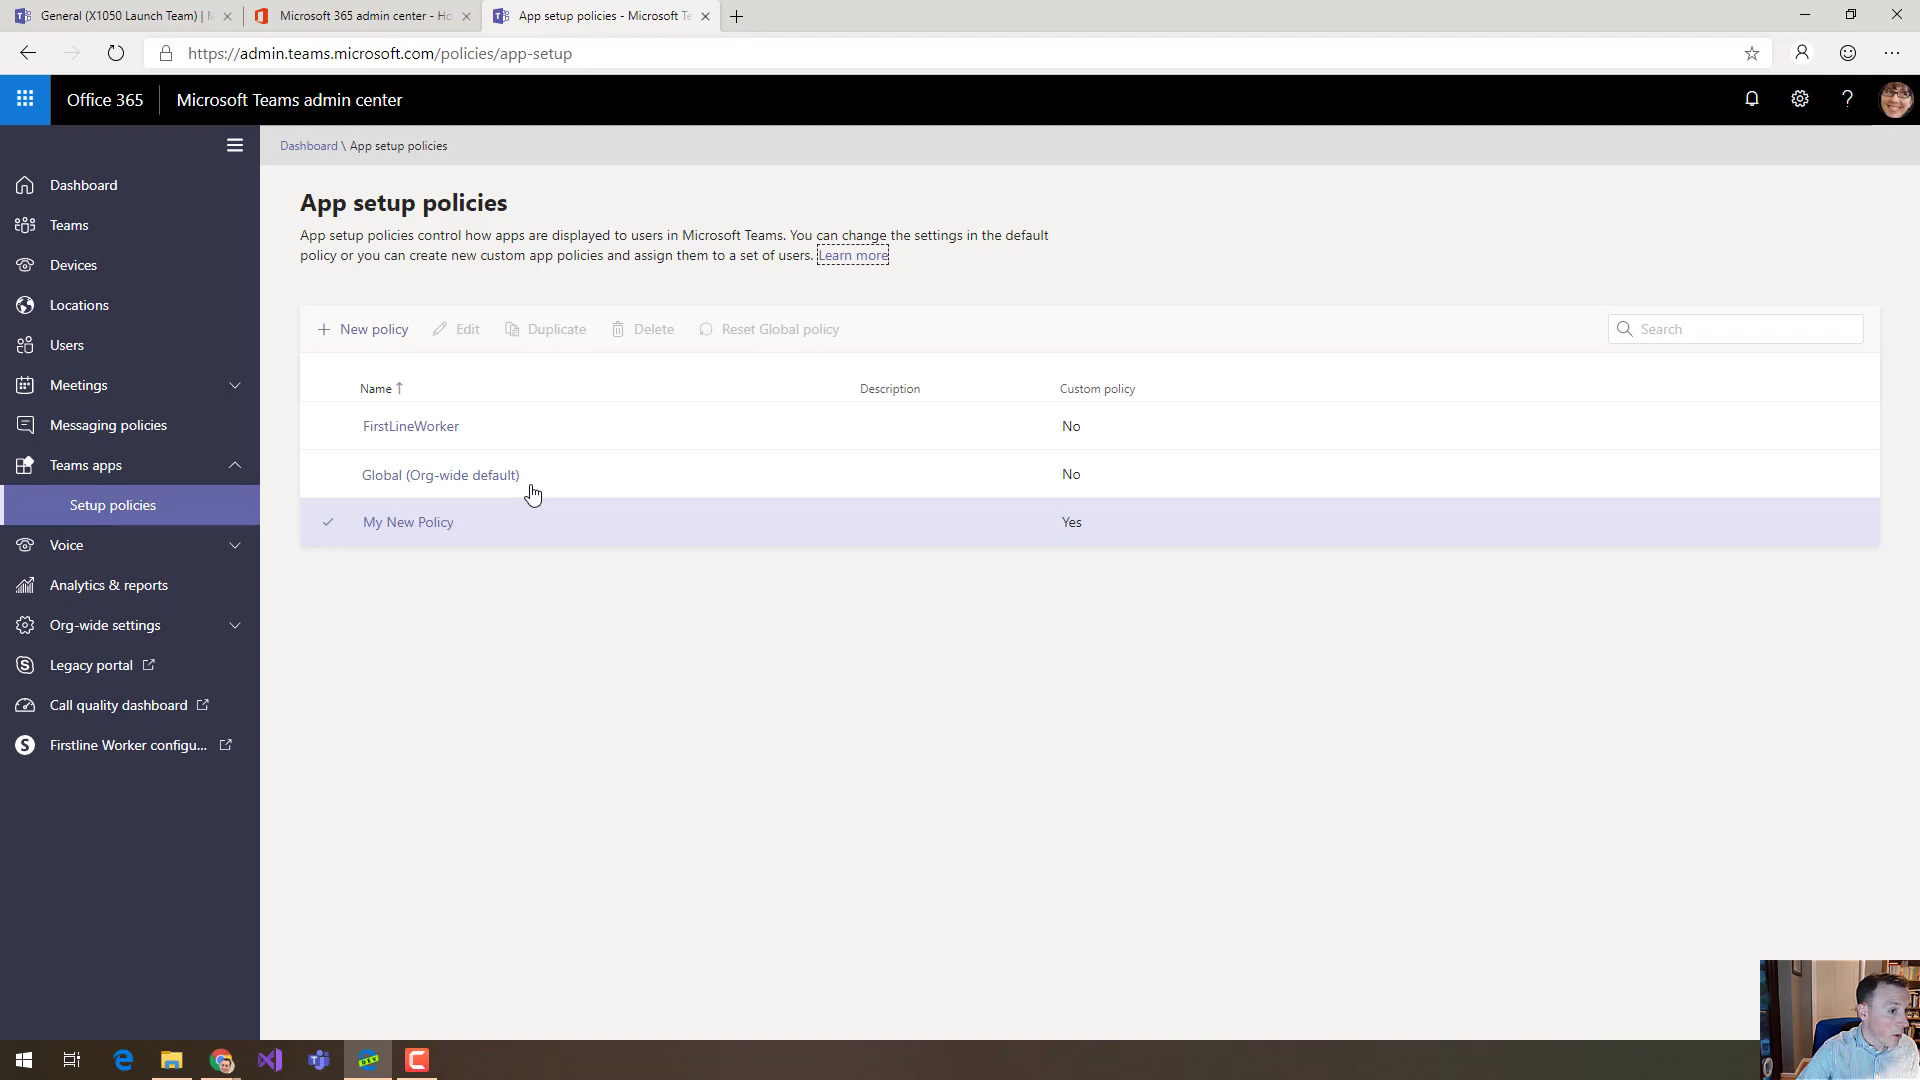 General (X1050 Launch Team) |
Microsoft 365 admin center - Ho
App setup policies - Microsoft Te
https://admin.teams.microsoft.com/policies/app-setup
Office 365
Microsoft Teams admin center
Dashboard \ App setup policies
Dashboard
Teams
Devices
Locations
Users
Meetings
Messaging policies
Teams apps
Setup policies
Voice
Analytics & reports
Org-wide settings
Legacy portal
Call quality dashboard
Firstline Worker configu...
App setup policies
App setup policies control how apps are displayed to users in Microsoft Teams. You can change the settings in the default
policy or you can create new custom app policies and assign them to a set of users. Learn more
New policy Edit Duplicate Delete Reset Global policy Search
Name ↑ Description Custom policy
FirstLineWorker No
Global (Org-wide default) No
My New Policy Yes